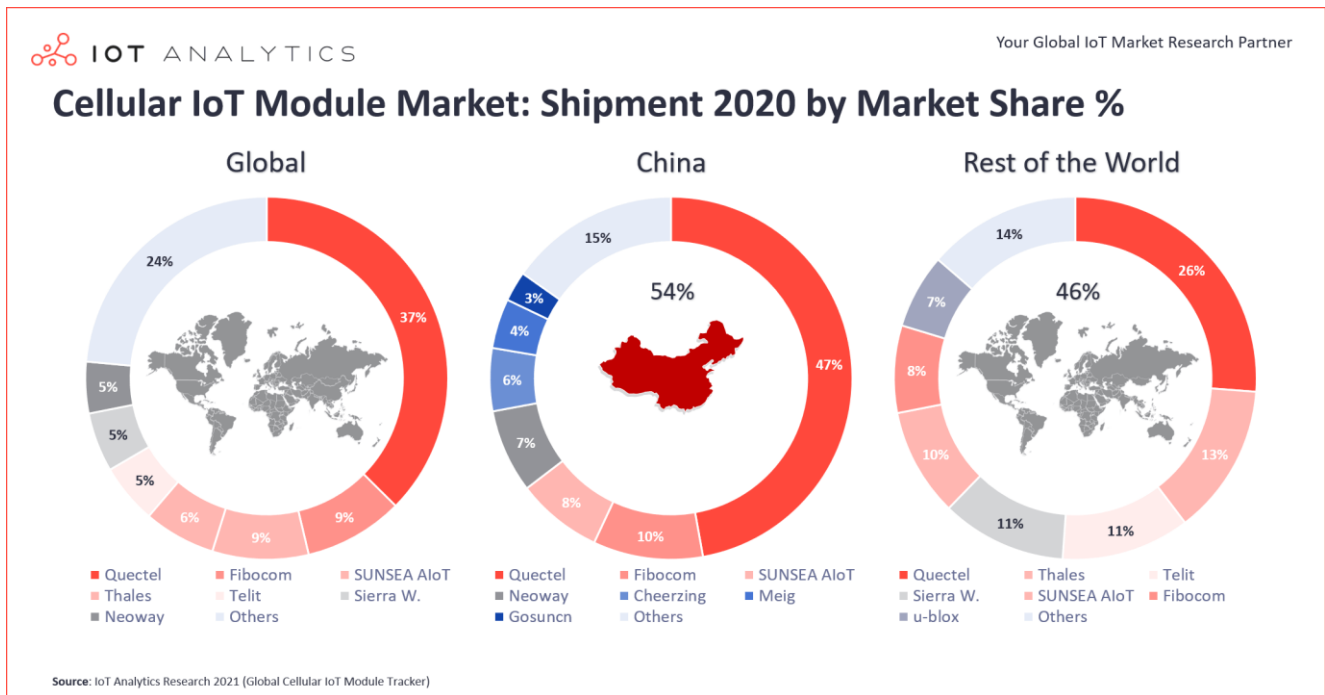 IOT ANALYTICS
Your Global IoT Market Research Partner
Cellular IoT Module Market: Shipment 2020 by Market Share %
Global
37%
9%
9%
6%
5%
5%
5%
24%
Quectel Fibocom SUNSEA AIoT
Thales Telit Sierra W.
Neoway Others
China
54%
47%
10%
8%
7%
6%
4%
3%
15%
Quectel Fibocom SUNSEA AIoT
Neoway Cheerzing Meig
Gosuncn Others
Rest of the World
46%
26%
13%
11%
11%
10%
8%
7%
14%
Quectel Thales Telit
Sierra W. SUNSEA AIoT Fibocom
u-blox Others
Source: IoT Analytics Research 2021 (Global Cellular IoT Module Tracker)